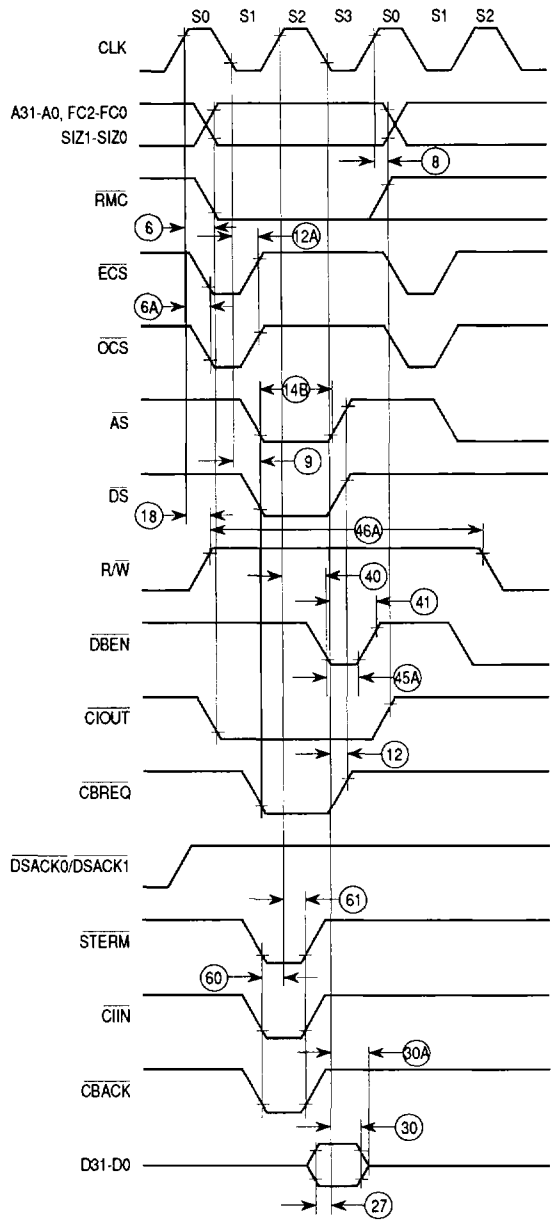 S0 S1 S2 S3 S0 S1 S2
CLK
A31-A0, FC2-FC0
SIZ1-SIZ0
8
RMC
6
12A
ECS
6A
OCS
14B
AS
9
DS
18
46A
R/W
40
41
DBEN
45A
CIOUT
12
CBREQ
DSACK0/DSACK1
61
STERM
60
CIIN
30A
CBACK
30
D31-D0
27